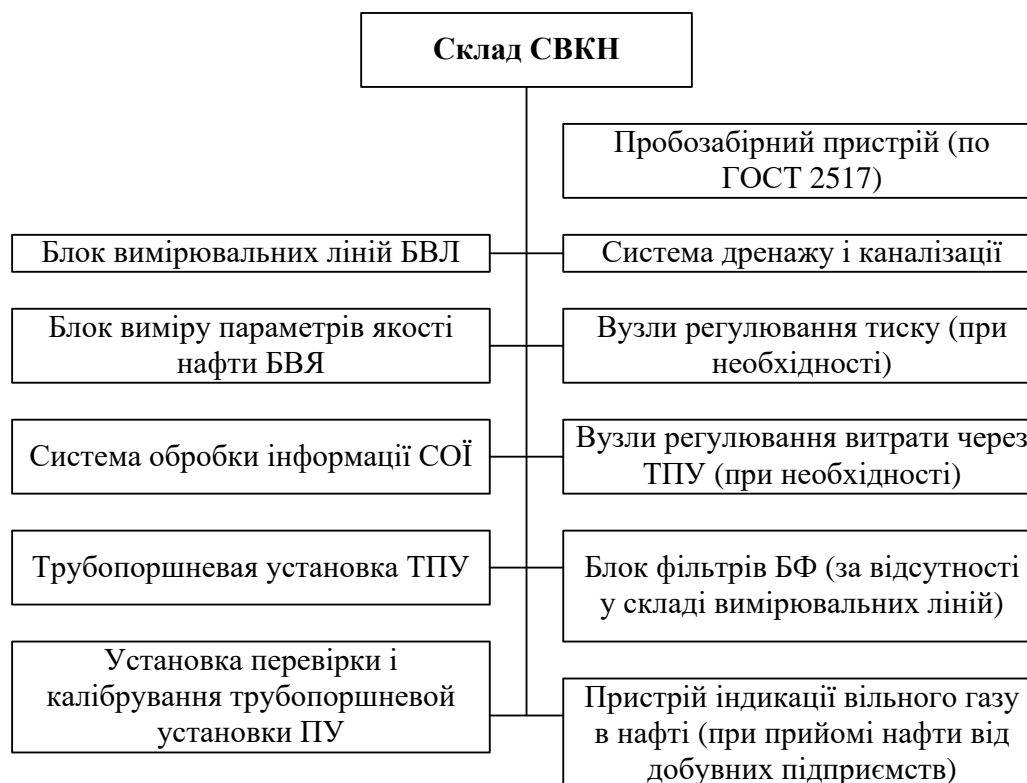 Склад СВКН
Пробозабірний пристрій (по
ГОСТ 2517)
Блок вимірювальних ліній БВЛ
Система дренажу і каналізації
Блок виміру параметрів якості
нафти БВЯ
Вузли регулювання тиску (при
необхідності)
Система обробки інформації СОЇ
Вузли регулювання витрати через
ТПУ (при необхідності)
Трубопоршневая установка ТПУ
Блок фільтрів БФ (за відсутності
у складі вимірювальних ліній)
Установка перевірки і
калібрування трубопоршневой
установки ПУ
Пристрій індикації вільного газу
в нафті (при прийомі нафти від
добувних підприємств)